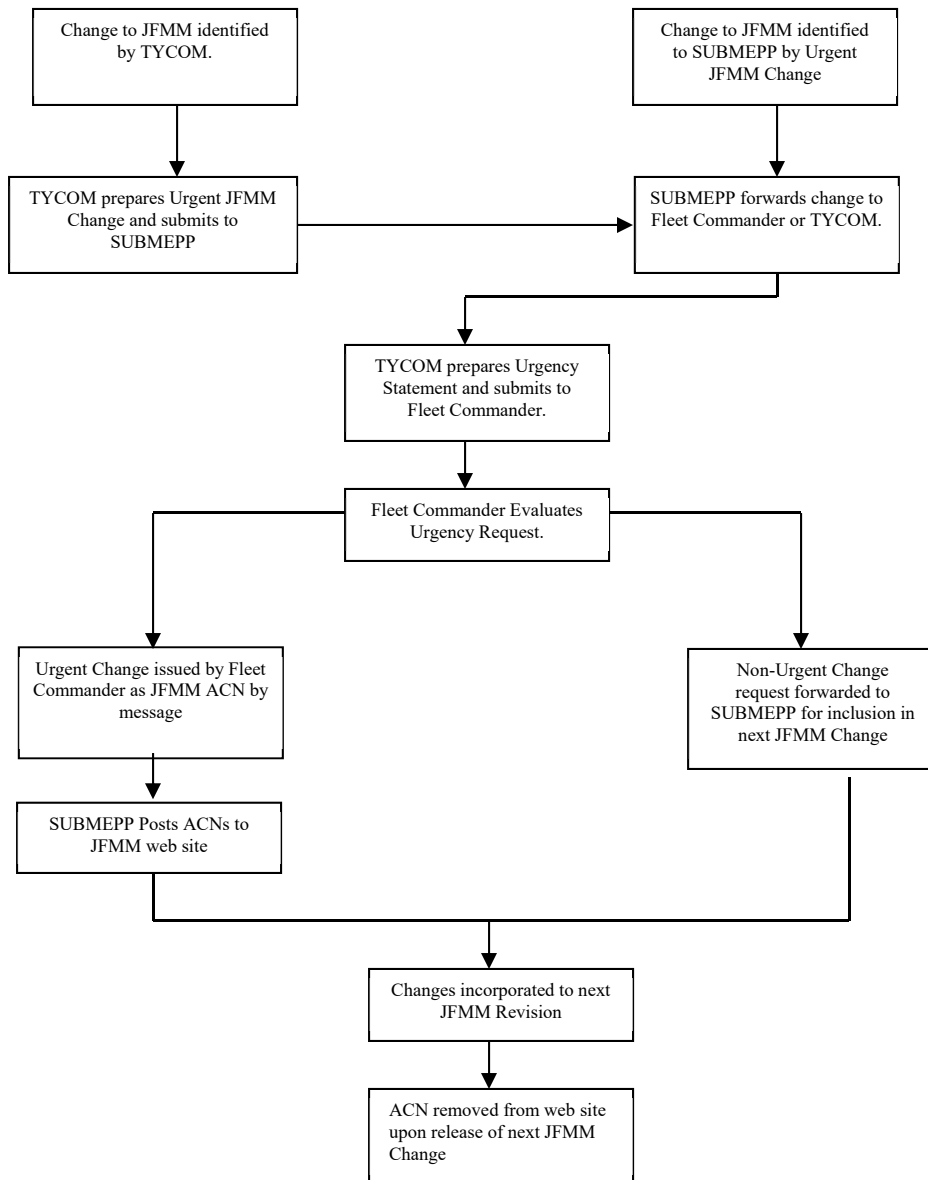 Change to JFMM identified
by TYCOM.
Change to JFMM identified
to SUBMEPP by Urgent
JFMM Change
TYCOM prepares Urgent JFMM
Change and submits to
SUBMEPP
SUBMEPP forwards change to
Fleet Commander or TYCOM.
TYCOM prepares Urgency
Statement and submits to
Fleet Commander.
Fleet Commander Evaluates
Urgency Request.
Urgent Change issued by Fleet
Commander as JFMM ACN by
message
Non-Urgent Change
request forwarded to
SUBMEPP for inclusion in
next JFMM Change
SUBMEPP Posts ACNs to
JFMM web site
Changes incorporated to next
JFMM Revision
ACN removed from web site
upon release of next JFMM
Change